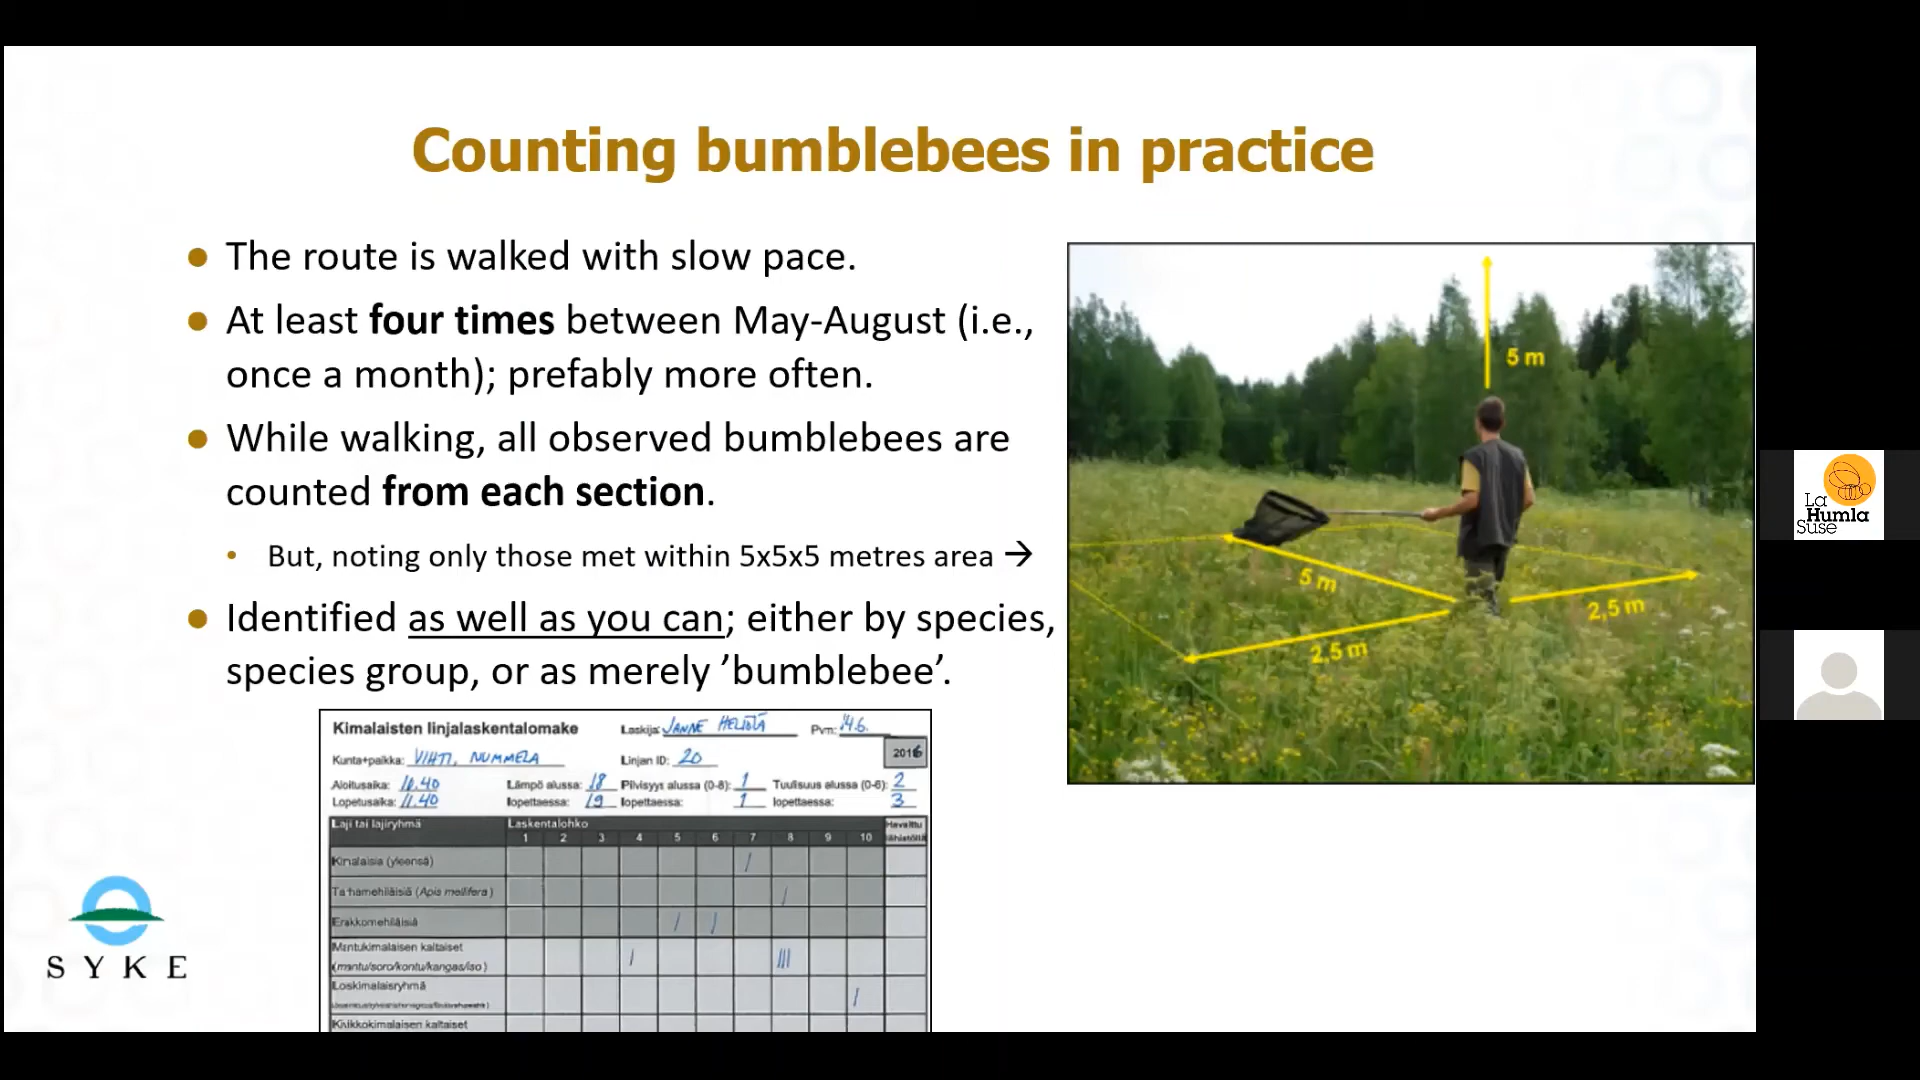 Counting bumblebees in practice
The route is walked with slow pace.
At least four times between May-August (i.e.,
once a month); prefably more often.
While walking, all observed bumblebees are
counted from each section.
But, noting only those met within 5x5x5 metres area →
Identified as well as you can; either by species,
species group, or as merely ’bumblebee’.
5 m
5 m
2,5 m
2,5 m
Kimalaisten linjalaskentalomake
Laskija: JANNE HELIÖLÄ Pvm: 14.6.
2016
Kunta+paikka: VIHTI, NUMMELA Linjan ID: 20
Aloitusaika: 10.40 Lämpö alussa: 18 Pilvisyys alussa (0-8): 1 Tuulisuus alussa (0-6): 2
Lopetusaika: 11.40 lopettaessa: 19 lopettaessa: 1 lopettaessa: 3
Laji tai lajiryhmä Laskentalohko Havaittu
1 2 3 4 5 6 7 8 9 10
Kimalaisia (yleensä)
Tarhamehiläisiä (Apis mellifera)
Erakkomehiläisiä
Mantukimalaisen kaltaiset
(mantu/soro/kontu/kangas/iso)
Loskimalaisryhmä
Kivikkokimalaisen kaltaiset
SYKE
La
Humla
Suse